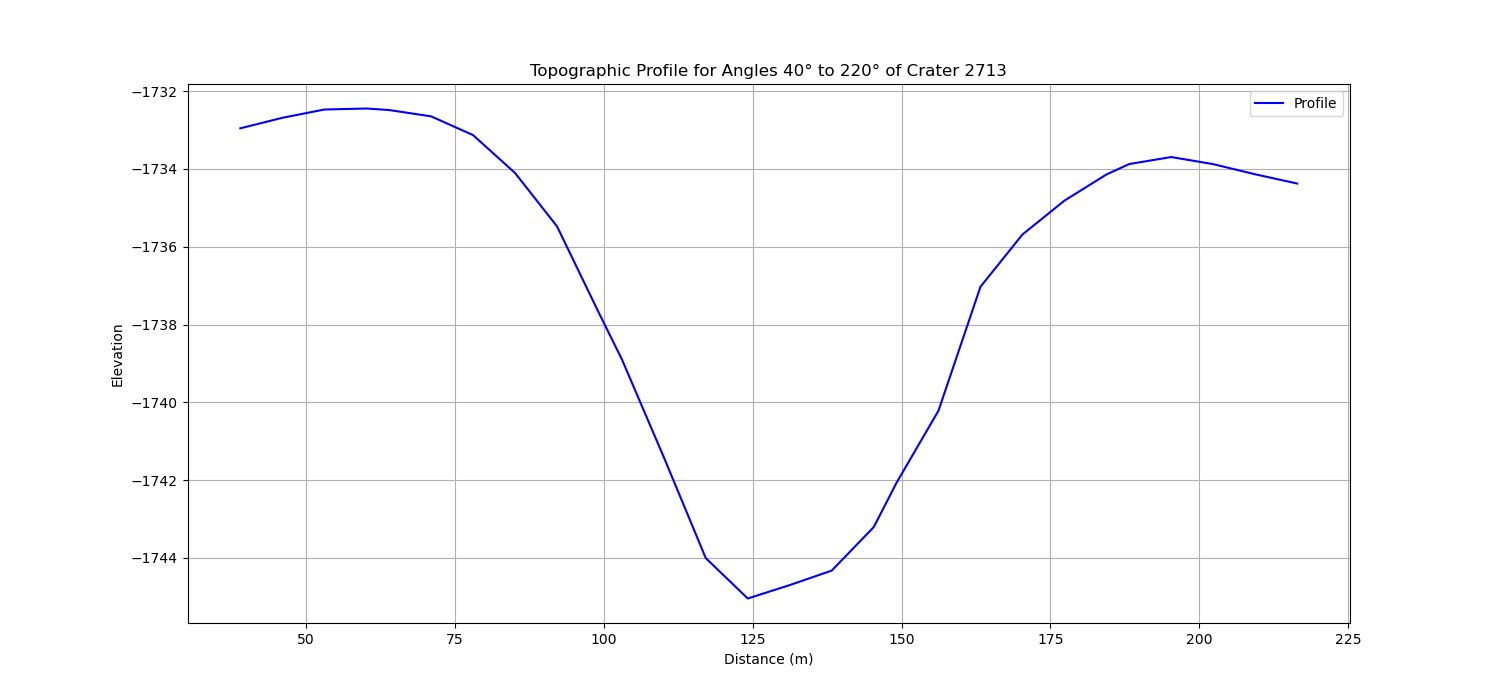 Topographic Profile for Angles 40° to 220° of Crater 2713
Profile
−1732
−1734
−1736
−1738
−1740
−1742
−1744
Elevation
50 75 100 125 150 175 200 225
Distance (m)